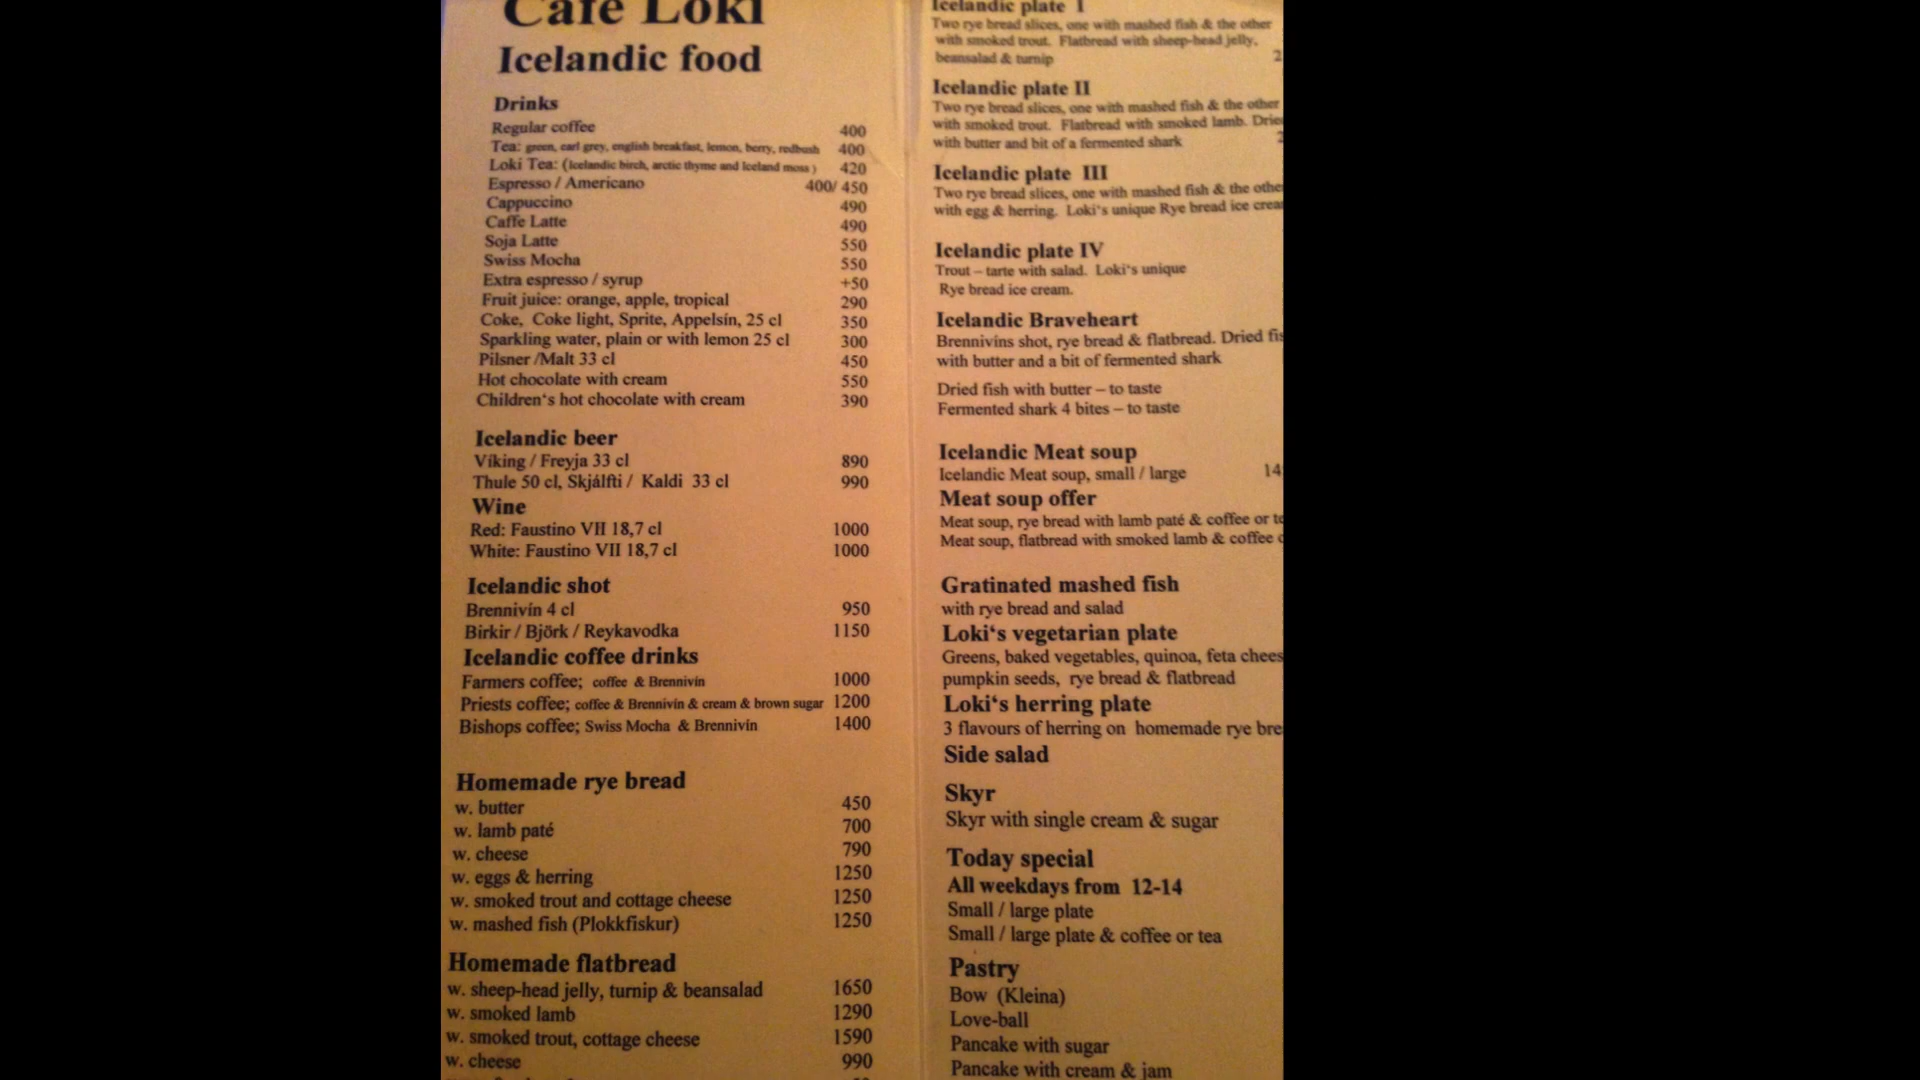 Café Loki
Icelandic food
Drinks
Regular coffee 400
Tea: green, earl grey, english breakfast, lemon, berry, redbush 400
Loki Tea: (Icelandic birch, arctic thyme and Iceland moss ) 420
Espresso / Americano 400/ 450
Cappuccino 490
Caffe Latte 490
Soja Latte 550
Swiss Mocha 550
Extra espresso / syrup +50
Fruit juice: orange, apple, tropical 290
Coke, Coke light, Sprite, Appelsín, 25 cl 350
Sparkling water, plain or with lemon 25 cl 300
Pilsner /Malt 33 cl 450
Hot chocolate with cream 550
Children‘s hot chocolate with cream 390
Icelandic beer
Víking / Freyja 33 cl 890
Thule 50 cl, Skjálfti / Kaldi 33 cl 990
Wine
Red: Faustino VII 18,7 cl 1000
White: Faustino VII 18,7 cl 1000
Icelandic shot
Brennivín 4 cl 950
Birkir / Björk / Reykavodka 1150
Icelandic coffee drinks
Farmers coffee; coffee & Brennivín 1000
Priests coffee; coffee & Brennivín & cream & brown sugar 1200
Bishops coffee; Swiss Mocha & Brennivín 1400
Homemade rye bread
w. butter 450
w. lamb paté 700
w. cheese 790
w. eggs & herring 1250
w. smoked trout and cottage cheese 1250
w. mashed fish (Plokkfiskur) 1250
Homemade flatbread
w. sheep-head jelly, turnip & beansalad 1650
w. smoked lamb 1290
w. smoked trout, cottage cheese 1590
w. cheese 990
Icelandic plate I
Two rye bread slices, one with mashed fish & the other
with smoked trout. Flatbread with sheep-head jelly,
beansalad & turnip 2
Icelandic plate II
Two rye bread slices, one with mashed fish & the other
with smoked trout. Flatbread with smoked lamb. Drie
with butter and bit of a fermented shark 2
Icelandic plate III
Two rye bread slices, one with mashed fish & the othe
with egg & herring. Loki‘s unique Rye bread ice crea
Icelandic plate IV
Trout – tarte with salad. Loki‘s unique
Rye bread ice cream.
Icelandic Braveheart
Brennivíns shot, rye bread & flatbread. Dried fis
with butter and a bit of fermented shark
Dried fish with butter – to taste
Fermented shark 4 bites – to taste
Icelandic Meat soup
Icelandic Meat soup, small / large 14
Meat soup offer
Meat soup, rye bread with lamb paté & coffee or te
Meat soup, flatbread with smoked lamb & coffee o
Gratinated mashed fish
with rye bread and salad
Loki‘s vegetarian plate
Greens, baked vegetables, quinoa, feta chees
pumpkin seeds, rye bread & flatbread
Loki‘s herring plate
3 flavours of herring on homemade rye bre
Side salad
Skyr
Skyr with single cream & sugar
Today special
All weekdays from 12-14
Small / large plate
Small / large plate & coffee or tea
Pastry
Bow (Kleina)
Love-ball
Pancake with sugar
Pancake with cream & jam